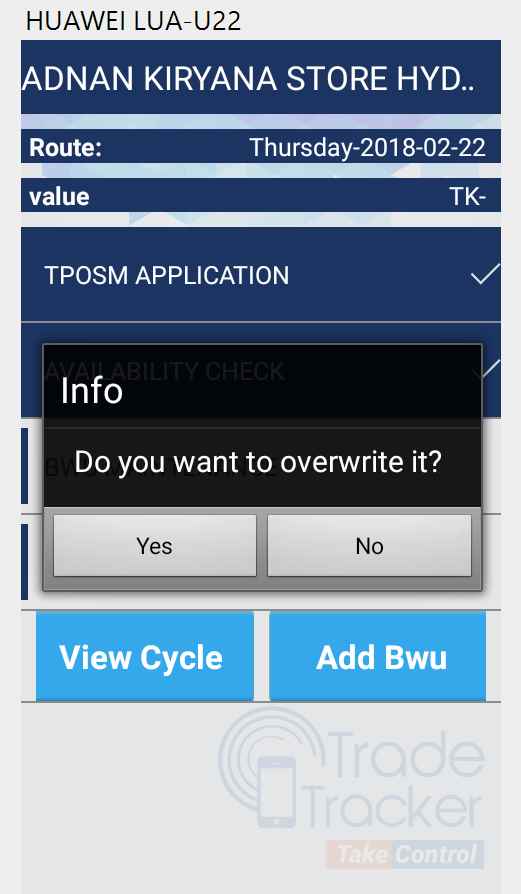 HUAWEI LUA-U22
ADNAN KIRYANA STORE HYD..
Route: Thursday-2018-02-22
value TK-
TPOSM APPLICATION
AVAILABILITY CHECK
Info
Do you want to overwrite it?
Yes No
View Cycle Add Bwu
Trade
Tracker
Take Control